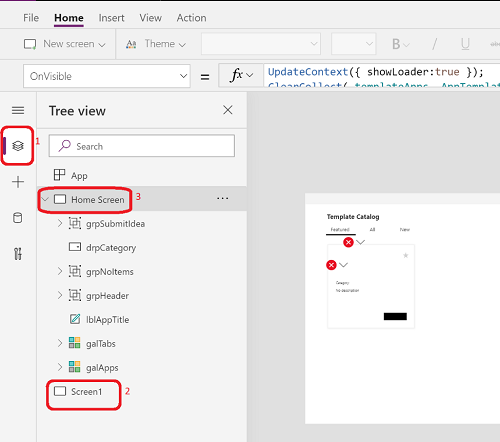 File Home Insert View Action
New screen Theme B / U abc
OnVisible = fx UpdateContext({ showLoader:true });
ClearCollect( templateApps, AppTemplat
Tree view
1
Search
App
Home Screen 3 ...
grpSubmitIdea
drpCategory
grpNoItems
grpHeader
lblAppTitle
galTabs
galApps
Screen1 2
Template Catalog
Featured All New
Category
No description